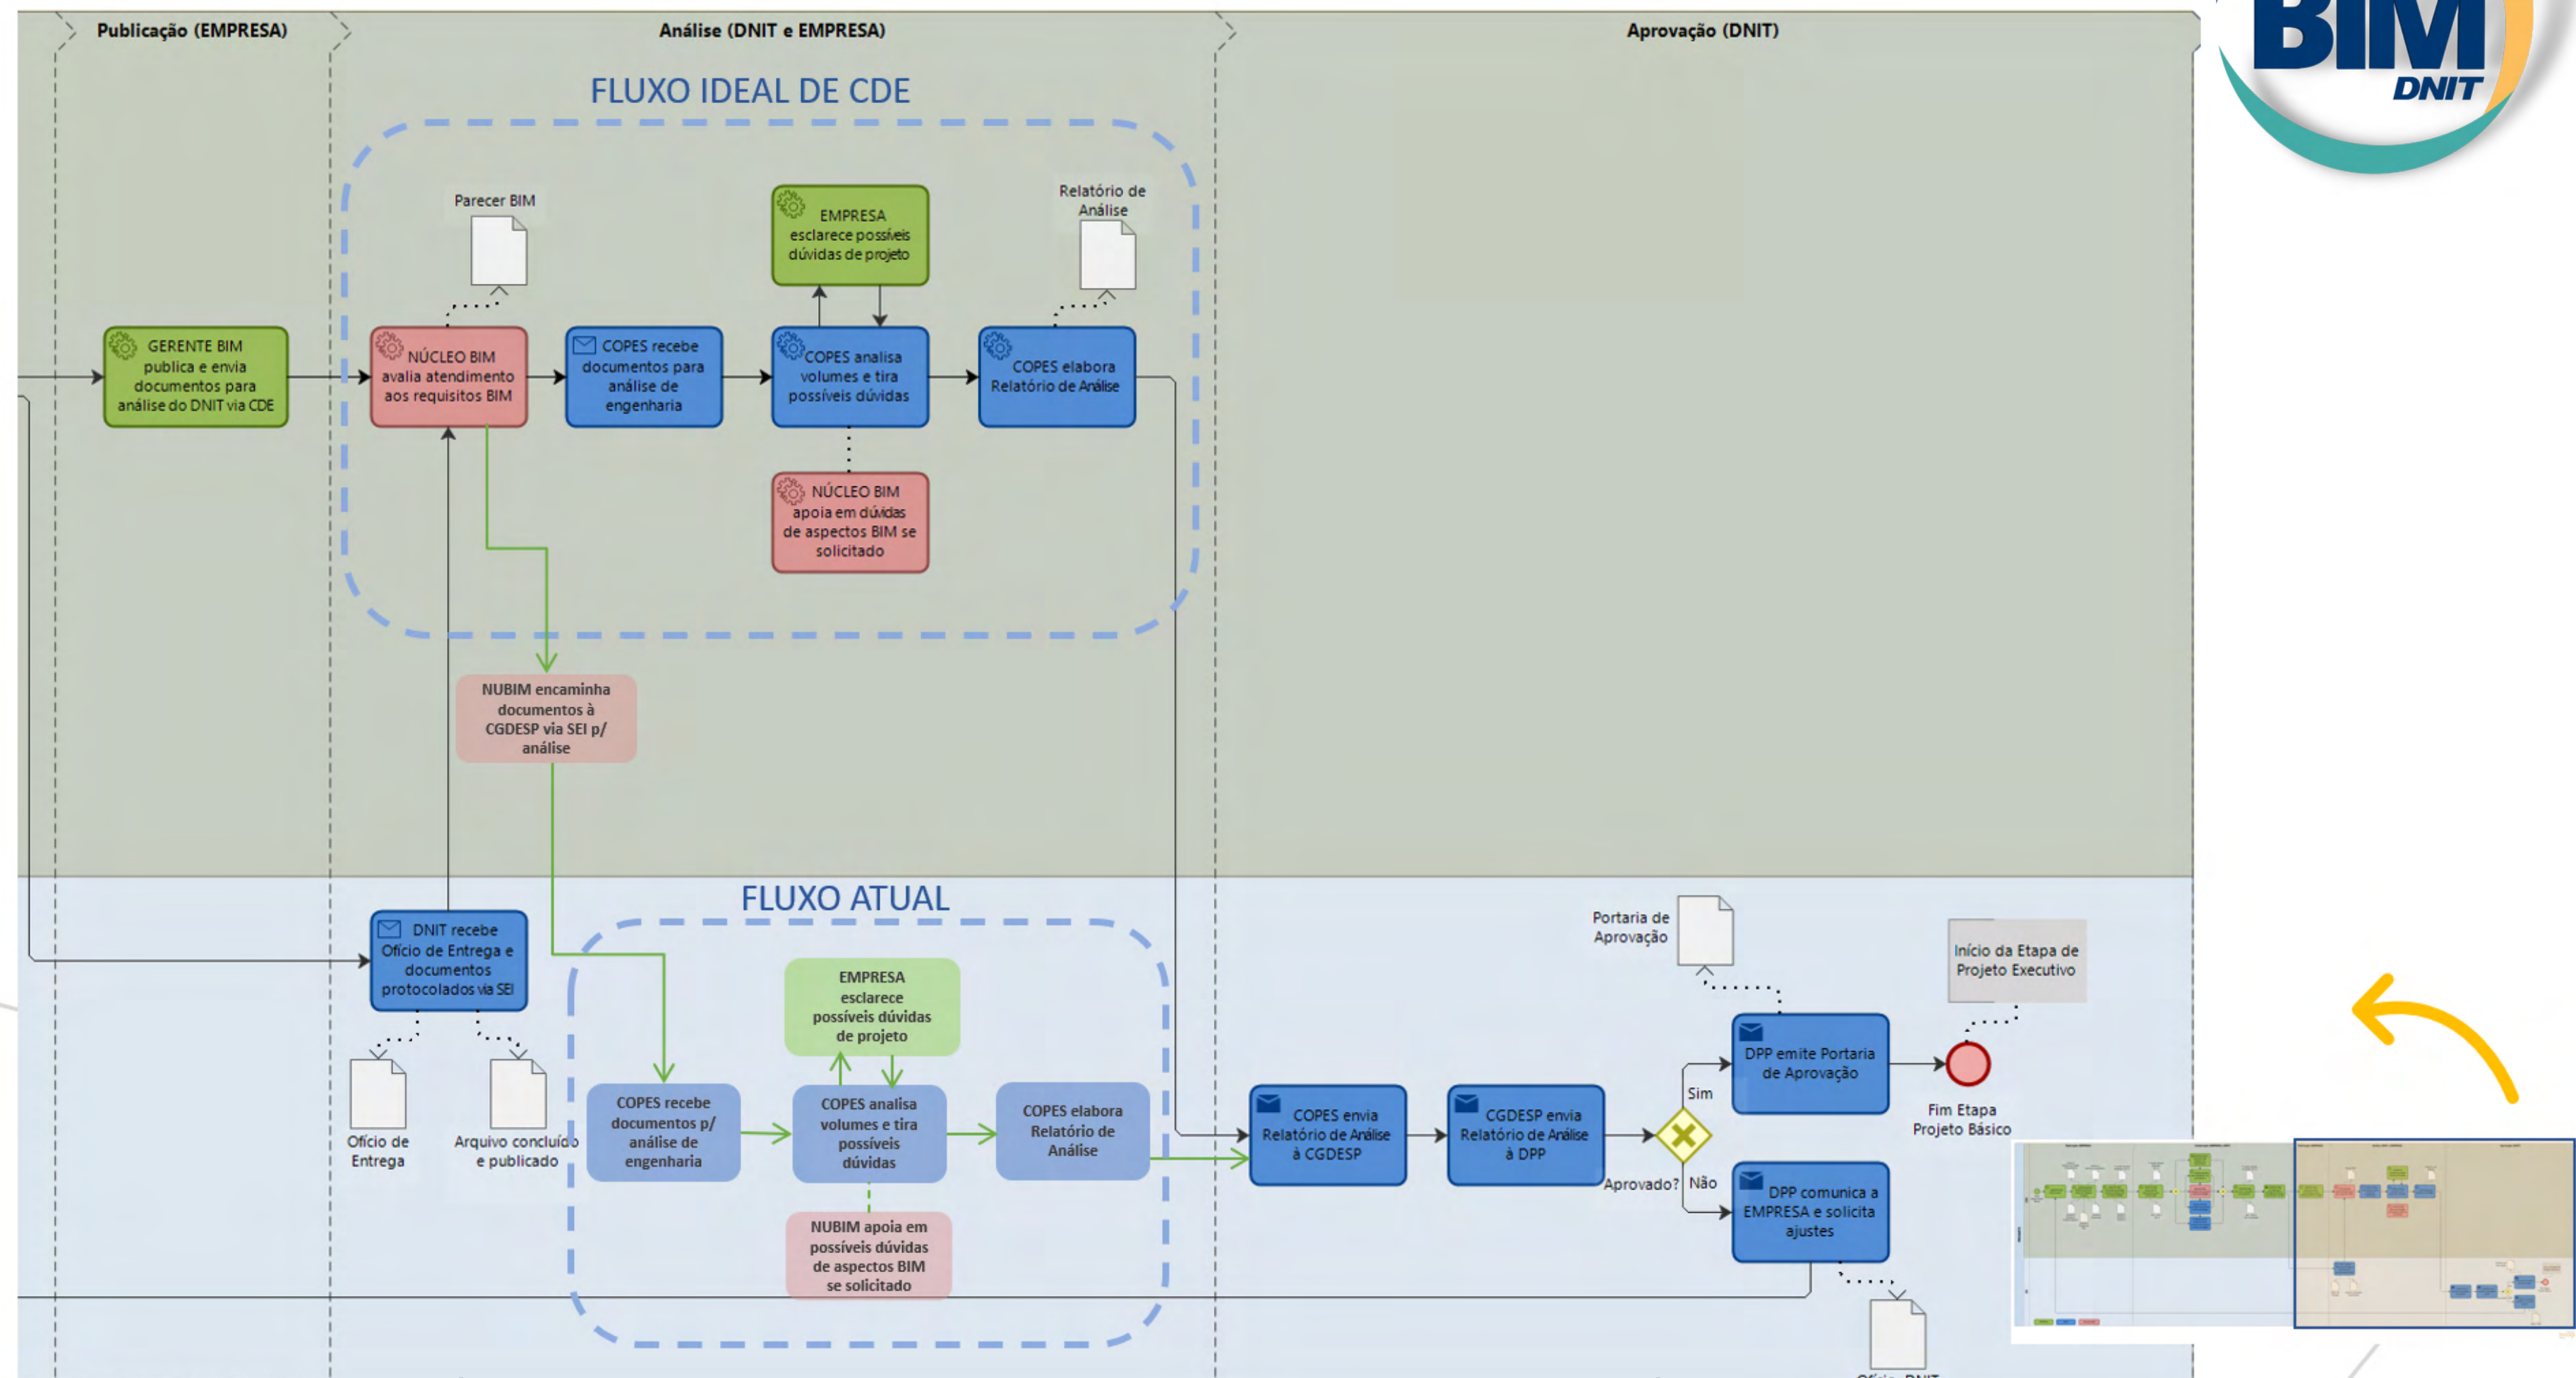 Publicação (EMPRESA)
Análise (DNIT e EMPRESA)
Aprovação (DNIT)
BIM
DNIT
FLUXO IDEAL DE CDE
Parecer BIM
EMPRESA
esclarece possíveis
dúvidas de projeto
Relatório de
Análise
GERENTE BIM
publica e envia
documentos para
análise do DNIT via CDE
NÚCLEO BIM
avalia atendimento
aos requisitos BIM
COPES recebe
documentos para
análise de
engenharia
COPES analisa
volumes e tira
possíveis dúvidas
COPES elabora
Relatório de Análise
NÚCLEO BIM
apoia em dúvidas
de aspectos BIM se
solicitado
NUBIM encaminha
documentos à
CGDESP via SEI p/
análise
FLUXO ATUAL
DNIT recebe
Ofício de Entrega e
documentos
protocolados via SEI
Ofício de
Entrega
Arquivo concluído
e publicado
EMPRESA
esclarece
possíveis dúvidas
de projeto
COPES recebe
documentos p/
análise de
engenharia
COPES analisa
volumes e tira
possíveis
dúvidas
COPES elabora
Relatório de
Análise
NUBIM apoia em
possíveis dúvidas
de aspectos BIM
se solicitado
COPES envia
Relatório de Análise
à CGDESP
CGDESP envia
Relatório de Análise
à DPP
Aprovado?
Sim
Não
Portaria de
Aprovação
DPP emite Portaria
de Aprovação
Início da Etapa de
Projeto Executivo
Fim Etapa
Projeto Básico
DPP comunica a
EMPRESA e solicita
ajustes